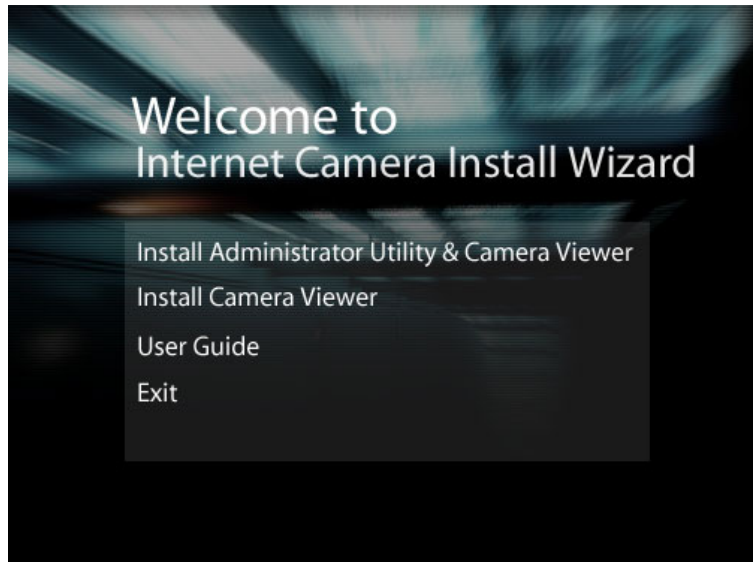 Welcome to
Internet Camera Install Wizard
Install Administrator Utility & Camera Viewer
Install Camera Viewer
User Guide
Exit